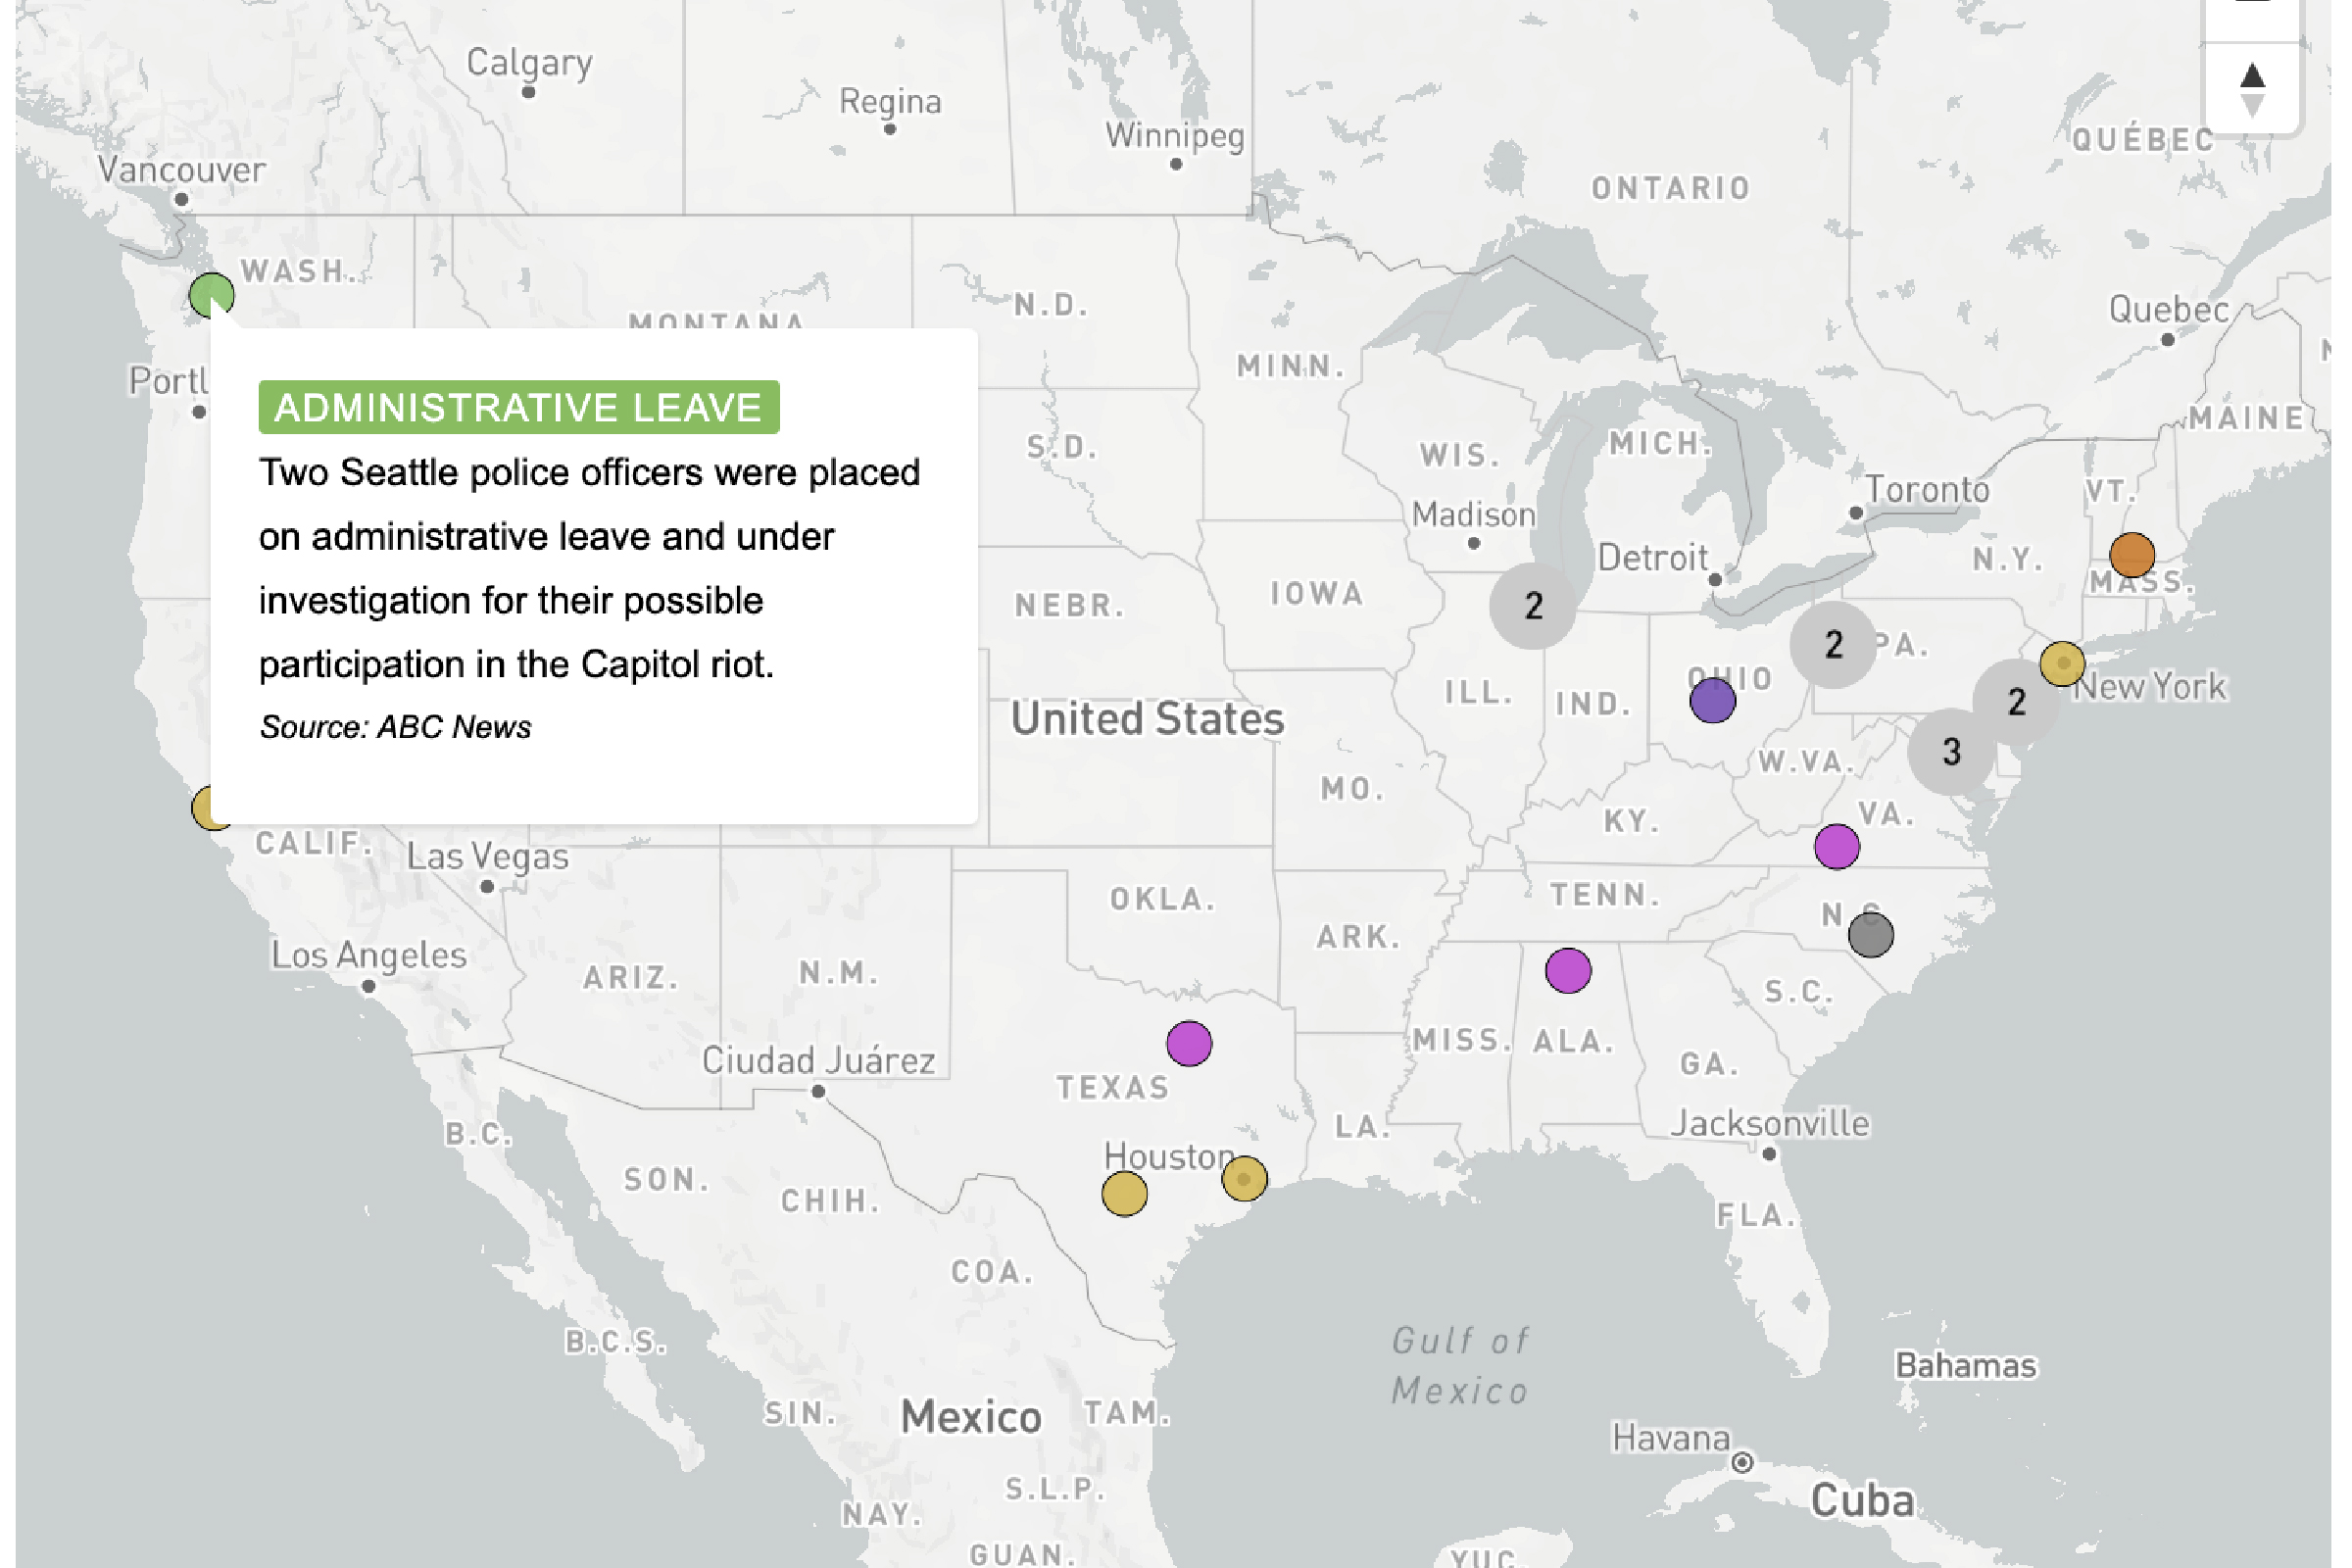 Calgary
Regina
Winnipeg
Vancouver
QUÉBEC
ONTARIO
WASH.
MONTANA
N.D.
Quebec
MINN.
Portl
ADMINISTRATIVE LEAVE
Two Seattle police officers were placed
on administrative leave and under
investigation for their possible
participation in the Capitol riot.
Source: ABC News
MAINE
S.D.
WIS.
MICH.
Toronto
VT.
Madison
Detroit
N.Y.
MASS.
NEBR.
IOWA
2
2
PA.
OHIO
New York
ILL.
IND.
2
United States
3
W.VA.
MO.
KY.
VA.
CALIF.
Las Vegas
OKLA.
TENN.
N.C.
ARK.
Los Angeles
ARIZ.
N.M.
S.C.
MISS.
ALA.
GA.
Ciudad Juárez
TEXAS
B.C.
LA.
Jacksonville
Houston
SON.
CHIH.
FLA.
COA.
B.C.S.
Gulf of
Mexico
Bahamas
SIN.
Mexico
TAM.
Havana
S.L.P.
Cuba
NAY.
GUAN.
YUC.